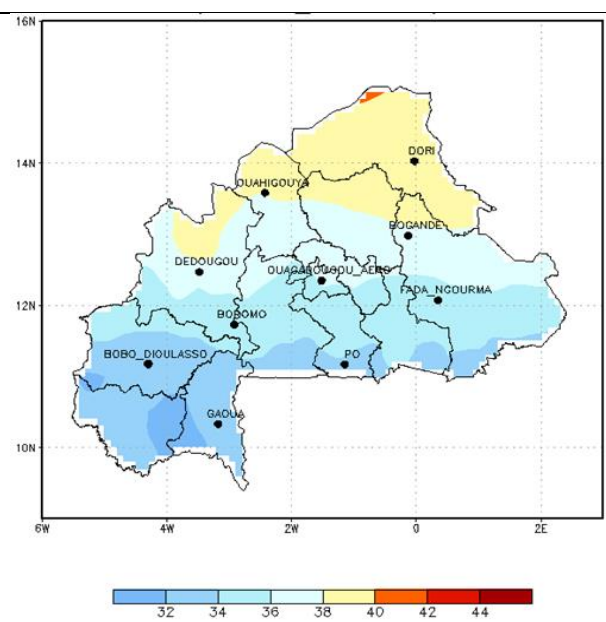 16N
14N
DORI
OUAHIGOUYA
BOGANDE
DEDOUGOU
OUAGADOUGOU_AERO
FADA_NGOURMA
12N
BOROMO
BOBO_DIOULASSO
PO
GAOUA
10N
6W 4W 2W 0 2E
32 34 36 38 40 42 44